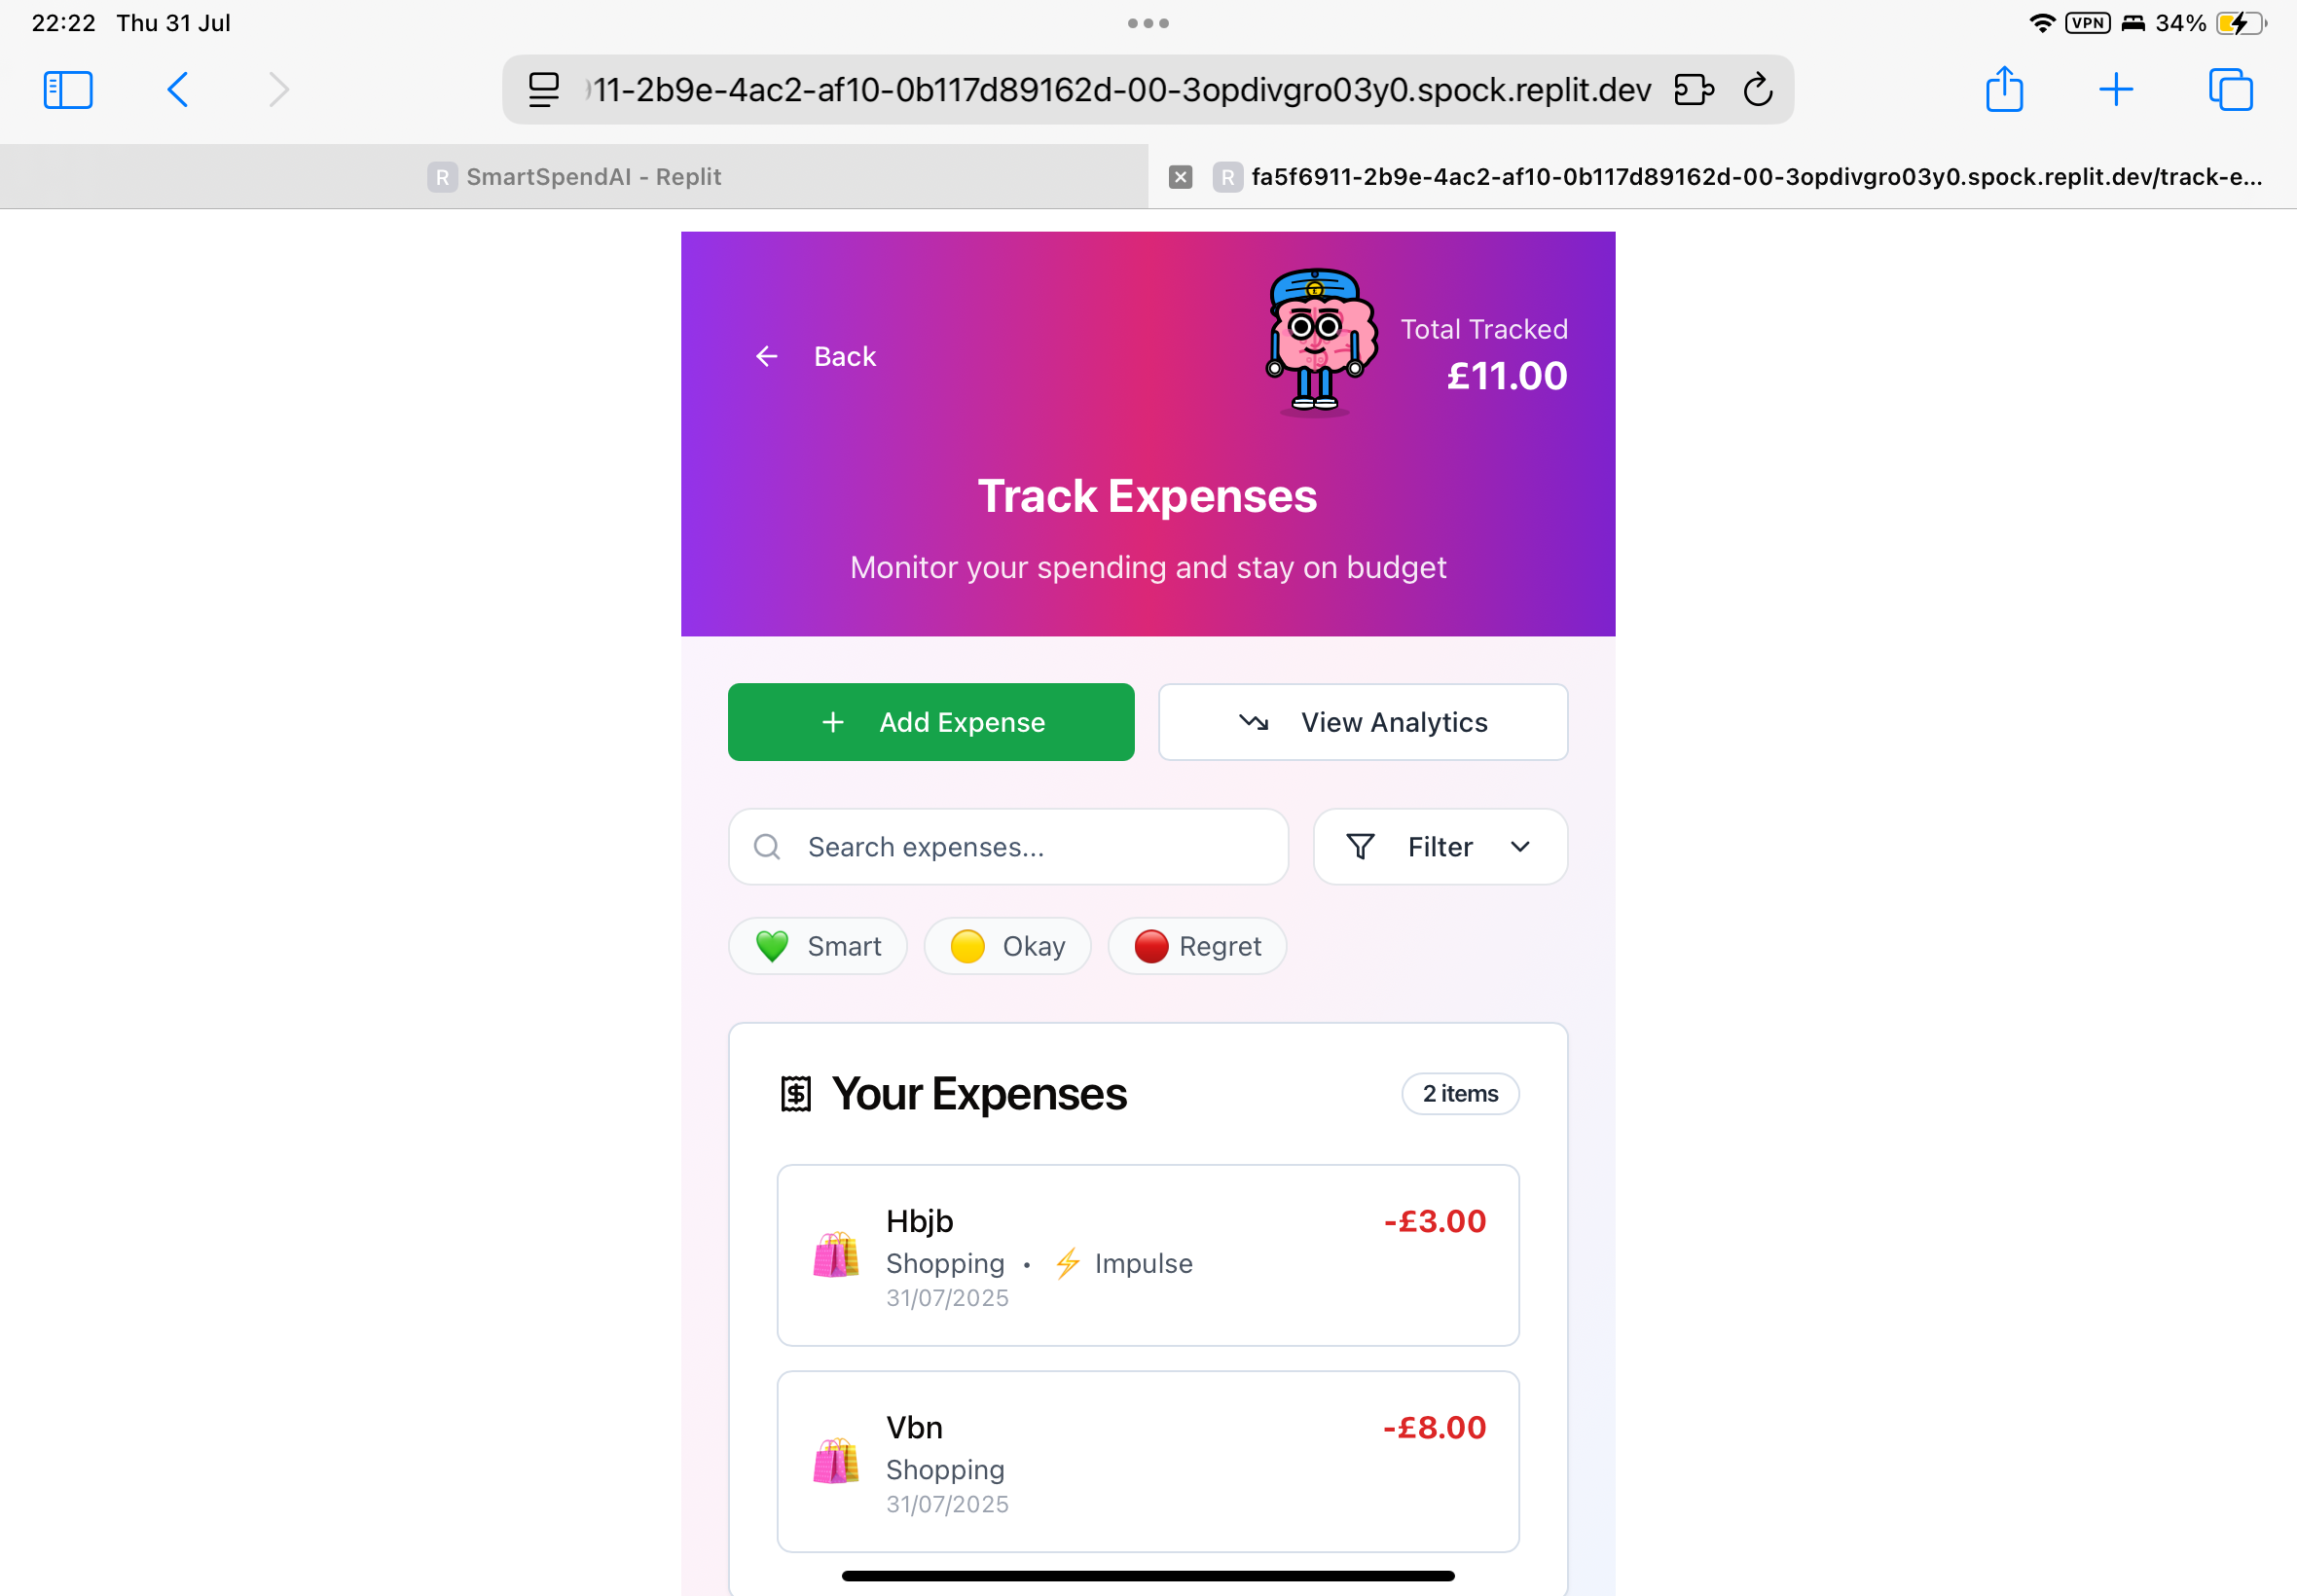 22:22 Thu 31 Jul
VPN 34%
11-2b9e-4ac2-af10-0b117d89162d-00-3opdivgro03y0.spock.replit.dev
R SmartSpendAI - Replit
R fa5f6911-2b9e-4ac2-af10-0b117d89162d-00-3opdivgro03y0.spock.replit.dev/track-e...
Back
Total Tracked
£11.00
Track Expenses
Monitor your spending and stay on budget
+ Add Expense
View Analytics
Search expenses...
Filter
Smart
Okay
Regret
Your Expenses
2 items
Hbjb
-£3.00
Shopping • ⚡ Impulse
31/07/2025
Vbn
-£8.00
Shopping
31/07/2025